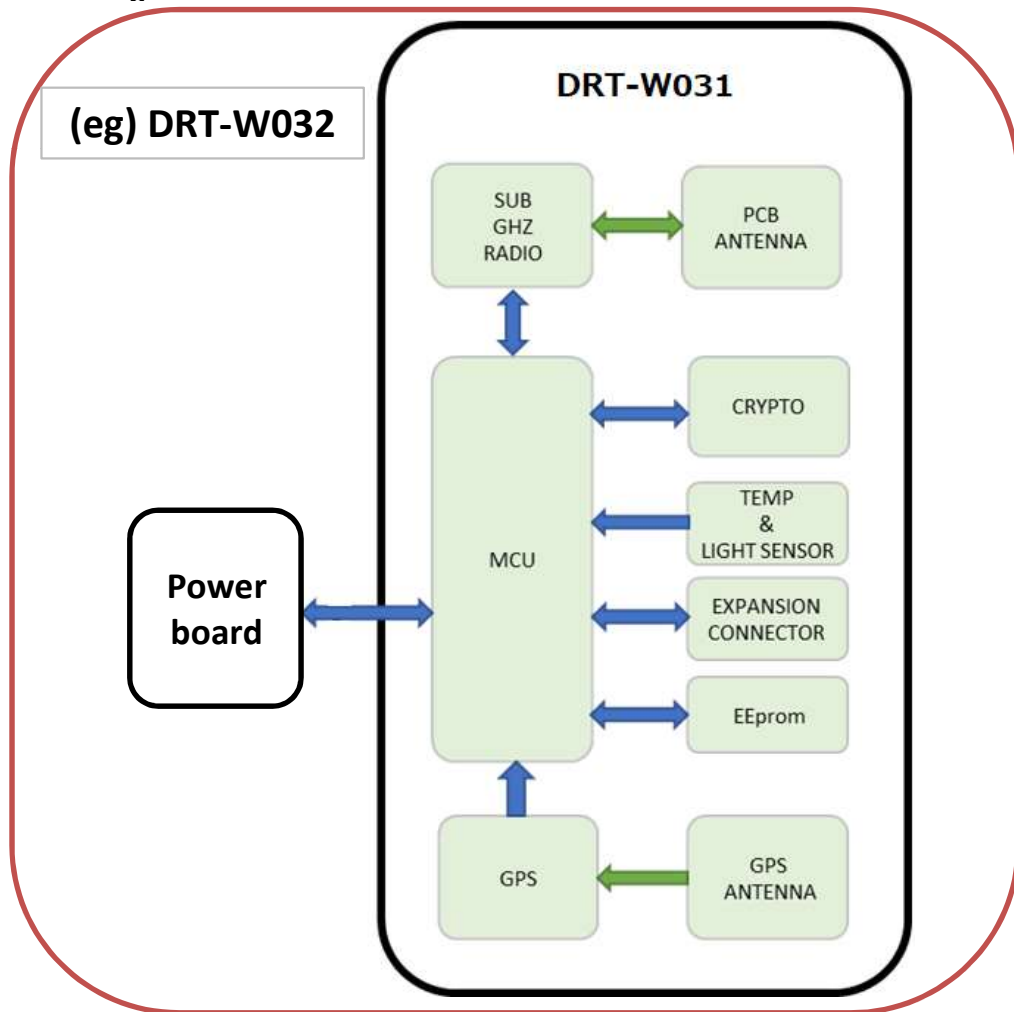 (eg) DRT-W032
DRT-W031
SUB
GHZ
RADIO
PCB
ANTENNA
MCU
CRYPTO
TEMP
&
LIGHT SENSOR
EXPANSION
CONNECTOR
EEprom
Power
board
GPS
GPS
ANTENNA